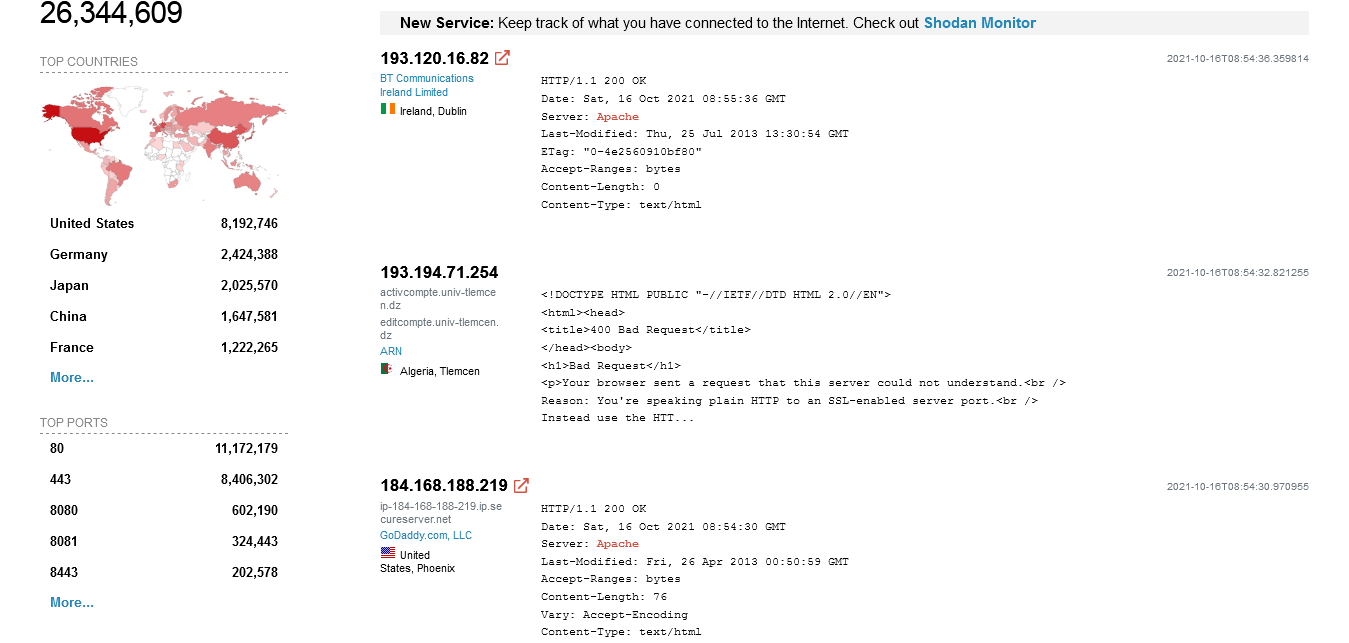 26,344,609
TOP COUNTRIES
United States 8,192,746
Germany 2,424,388
Japan 2,025,570
China 1,647,581
France 1,222,265
More...
TOP PORTS
80 11,172,179
443 8,406,302
8080 602,190
8081 324,443
8443 202,578
More...
New Service: Keep track of what you have connected to the Internet. Check out Shodan Monitor
193.120.16.82
2021-10-16T08:54:36.359814
BT Communications
Ireland Limited
Ireland, Dublin
HTTP/1.1 200 OK
Date: Sat, 16 Oct 2021 08:55:36 GMT
Server: Apache
Last-Modified: Thu, 25 Jul 2013 13:30:54 GMT
ETag: "0-4e2560910bf80"
Accept-Ranges: bytes
Content-Length: 0
Content-Type: text/html
193.194.71.254
2021-10-16T08:54:32.821255
activcompte.univ-tlemce
n.dz
editcompte.univ-tlemcen.
dz
ARN
Algeria, Tlemcen
<!DOCTYPE HTML PUBLIC "-//IETF//DTD HTML 2.0//EN">
<html><head>
<title>400 Bad Request</title>
</head><body>
<h1>Bad Request</h1>
<p>Your browser sent a request that this server could not understand.<br />
Reason: You're speaking plain HTTP to an SSL-enabled server port.<br />
Instead use the HTT...
184.168.188.219
2021-10-16T08:54:30.970955
ip-184-168-188-219.ip.se
cureserver.net
GoDaddy.com, LLC
United
States, Phoenix
HTTP/1.1 200 OK
Date: Sat, 16 Oct 2021 08:54:30 GMT
Server: Apache
Last-Modified: Fri, 26 Apr 2013 00:50:59 GMT
Accept-Ranges: bytes
Content-Length: 76
Vary: Accept-Encoding
Content-Type: text/html